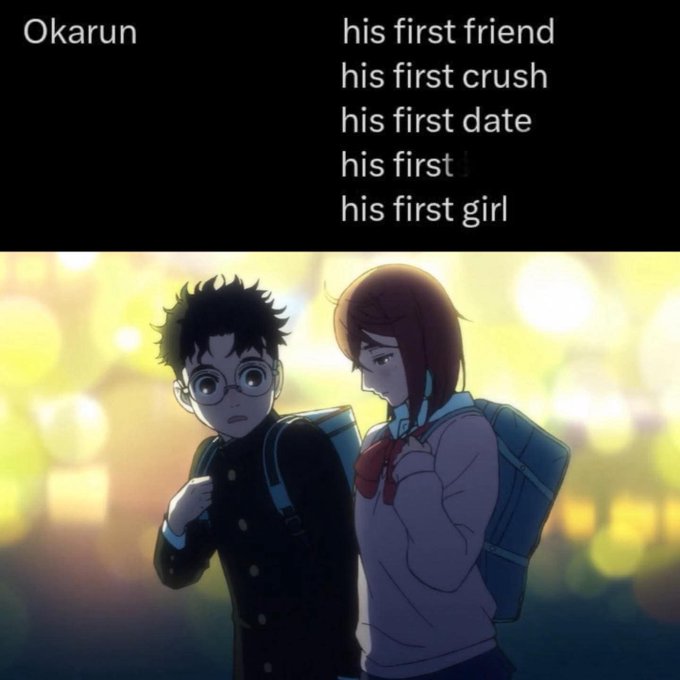 Okarun
his first friend
his first crush
his first date
his first
his first girl